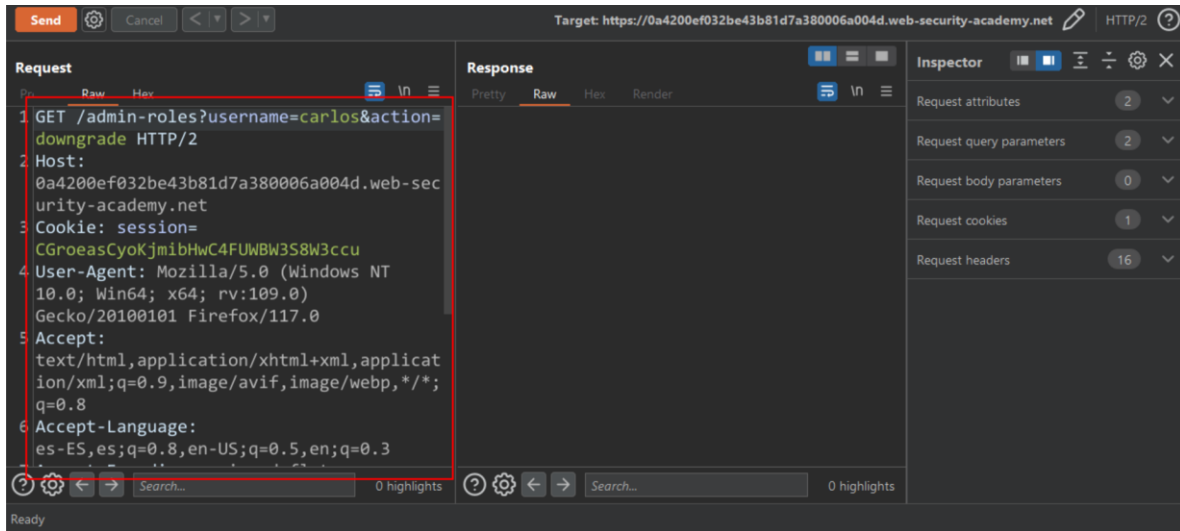 Send Cancel < > Target: https://0a4200ef032be43b81d7a380006a004d.web-security-academy.net HTTP/2 ?
Request
Raw Hex \n
1 GET /admin-roles?username=carlos&action=
downgrade HTTP/2
2 Host:
0a4200ef032be43b81d7a380006a004d.web-sec
urity-academy.net
3 Cookie: session=
CGroeasCyoKjmibHwC4FUWBW3S8W3ccu
4 User-Agent: Mozilla/5.0 (Windows NT
10.0; Win64; x64; rv:109.0)
Gecko/20100101 Firefox/117.0
5 Accept:
text/html,application/xhtml+xml,applicat
ion/xml;q=0.9,image/avif,image/webp,*/*;
q=0.8
6 Accept-Language:
es-ES,es;q=0.8,en-US;q=0.5,en;q=0.3
Search... 0 highlights
Response
Pretty Raw Hex Render \n
Search... 0 highlights
Inspector
Request attributes 2
Request query parameters 2
Request body parameters 0
Request cookies 1
Request headers 16
Ready